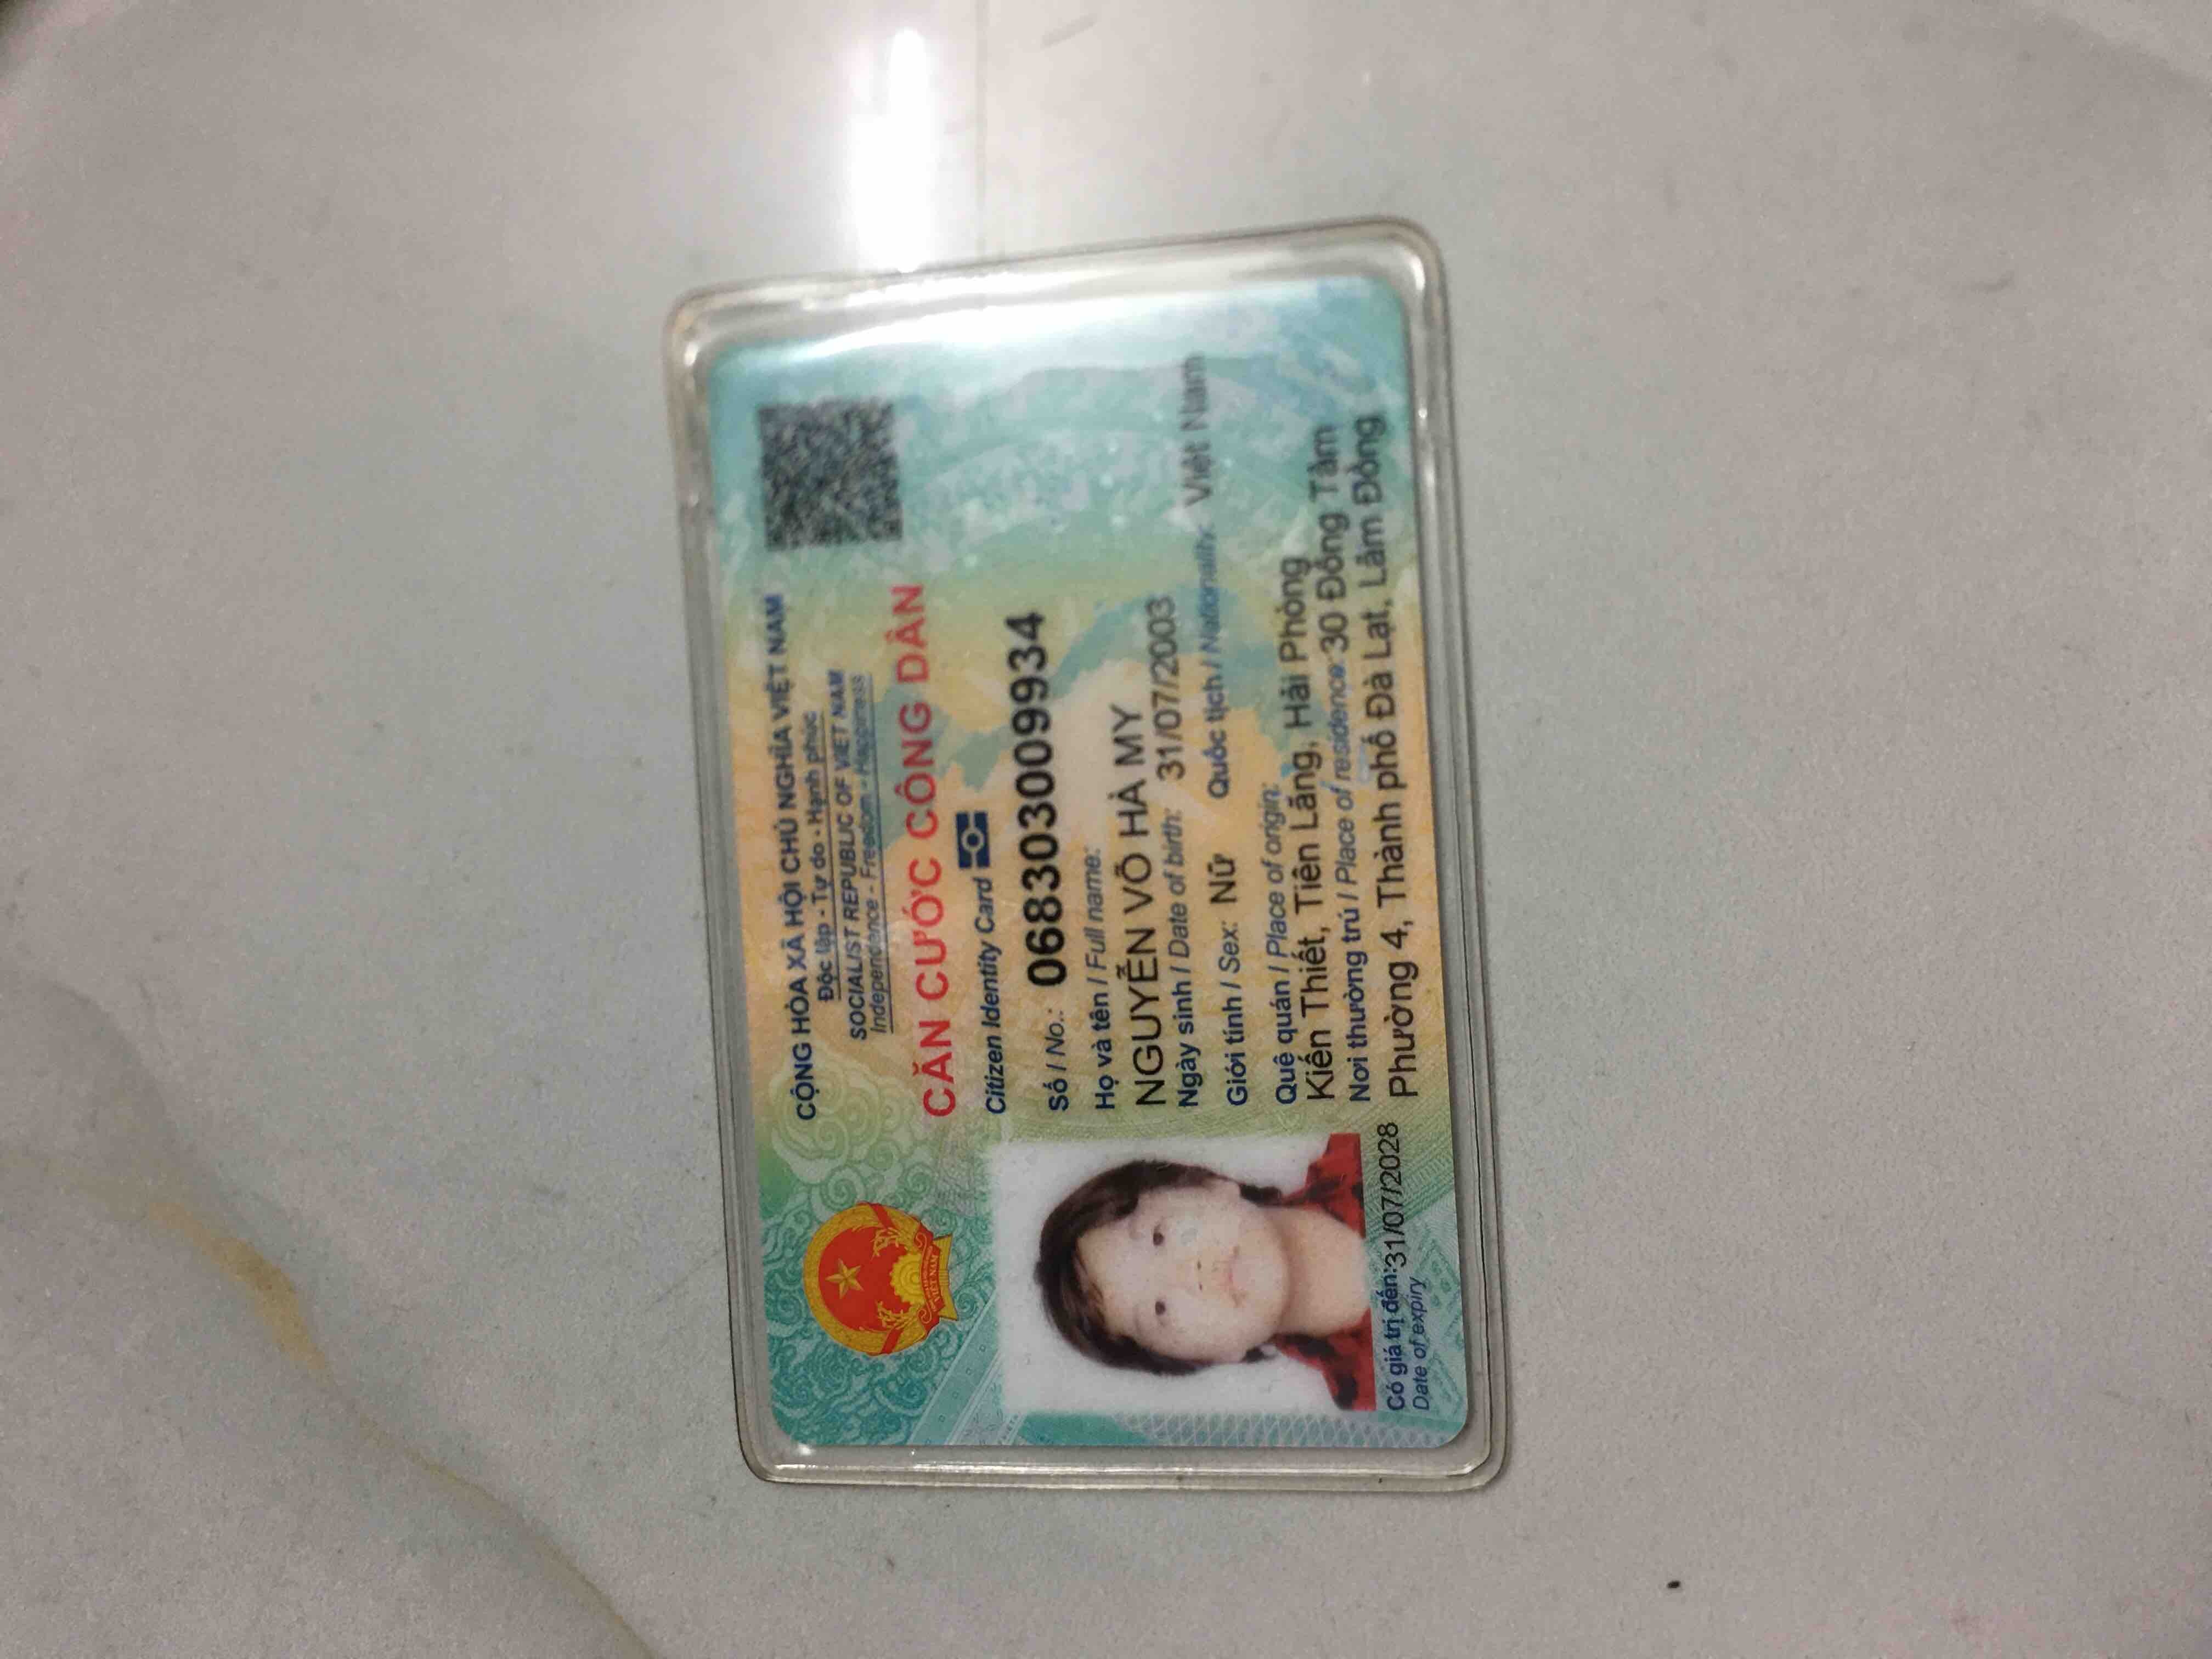 CỘNG HÒA XÃ HỘI CHỦ NGHĨA VIỆT NAM
Độc lập - Tự do - Hạnh phúc
SOCIALIST REPUBLIC OF VIET NAM
Independence - Freedom - Happiness
CĂN CƯỚC CÔNG DÂN
Citizen Identity Card
Số / No.: 068303009934
Họ và tên / Full name:
NGUYỄN VÕ HÀ MY
Ngày sinh / Date of birth: 31/07/2003
Giới tính / Sex: Nữ Quốc tịch / Nationality: Việt Nam
Quê quán / Place of origin:
Kiến Thiết, Tiên Lãng, Hải Phòng
Nơi thường trú / Place of residence: 30 Đồng Tâm
Phường 4, Thành phố Đà Lạt, Lâm Đồng
Có giá trị đến: 31/07/2028
Date of expiry